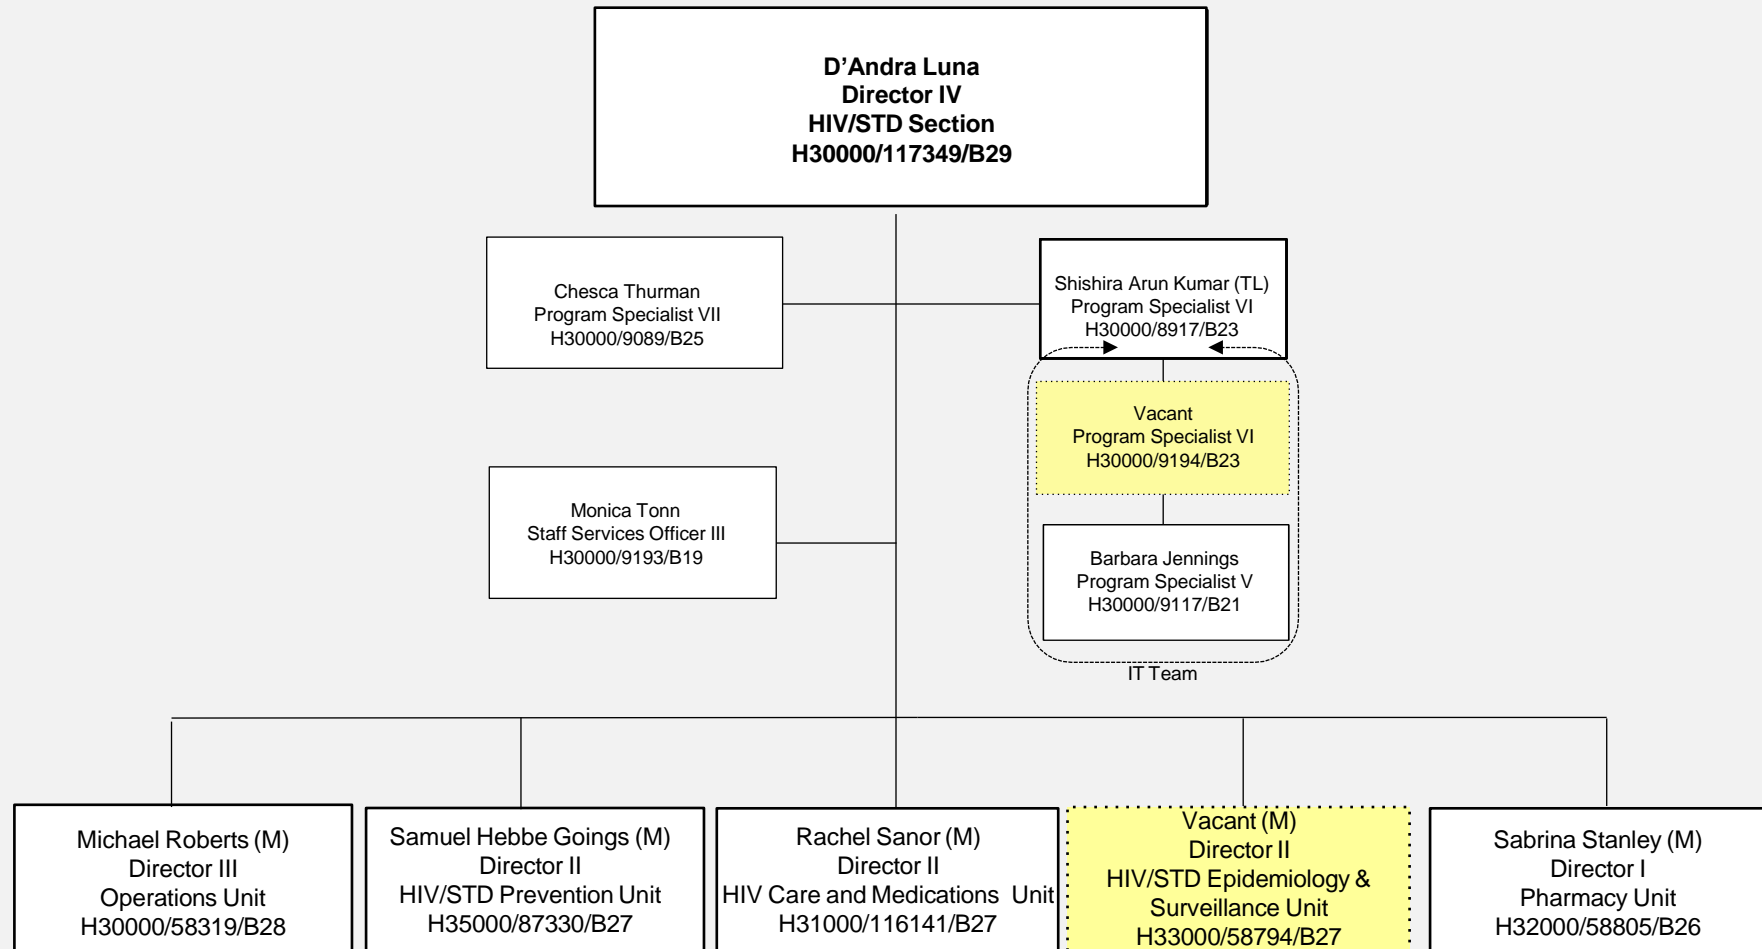 D’Andra Luna
Director IV
HIV/STD Section
H30000/117349/B29
Chesca Thurman
Program Specialist VII
H30000/9089/B25
Shishira Arun Kumar (TL)
Program Specialist VI
H30000/8917/B23
Vacant
Program Specialist VI
H30000/9194/B23
Monica Tonn
Staff Services Officer III
H30000/9193/B19
Barbara Jennings
Program Specialist V
H30000/9117/B21
IT Team
Michael Roberts (M)
Director III
Operations Unit
H30000/58319/B28
Samuel Hebbe Goings (M)
Director II
HIV/STD Prevention Unit
H35000/87330/B27
Rachel Sanor (M)
Director II
HIV Care and Medications Unit
H31000/116141/B27
Vacant (M)
Director II
HIV/STD Epidemiology &
Surveillance Unit
H33000/58794/B27
Sabrina Stanley (M)
Director I
Pharmacy Unit
H32000/58805/B26